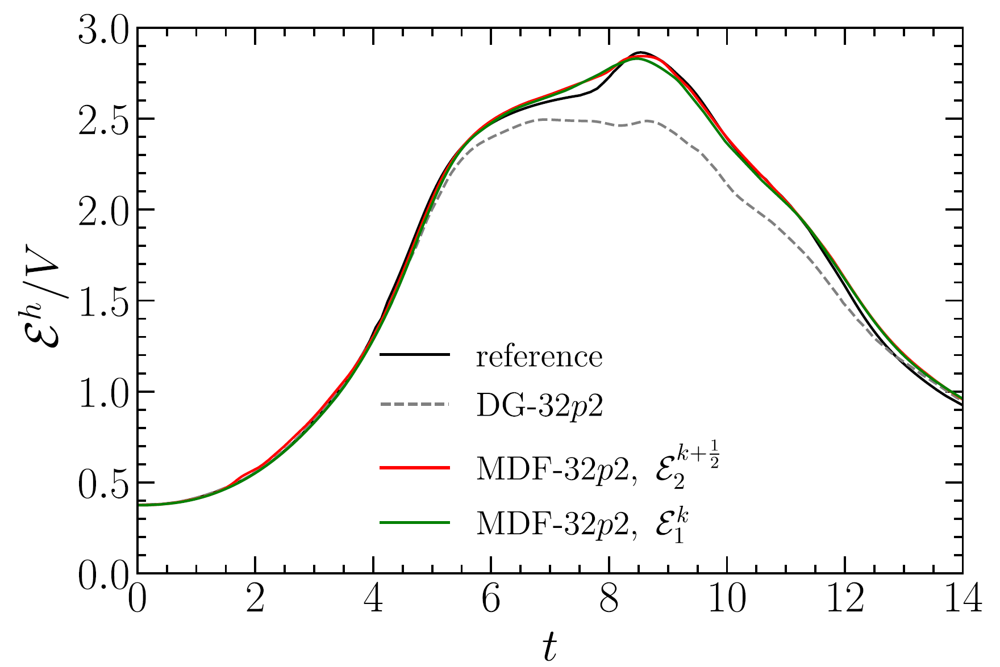 3.0
2.5
2.0
1.5
1.0
0.5
0.0
0 2 4 6 8 10 12 14
ℰ^h/V
t
reference
DG-32p2
MDF-32p2, ℰ_2^{k+\frac{1}{2}}
MDF-32p2, ℰ_1^k